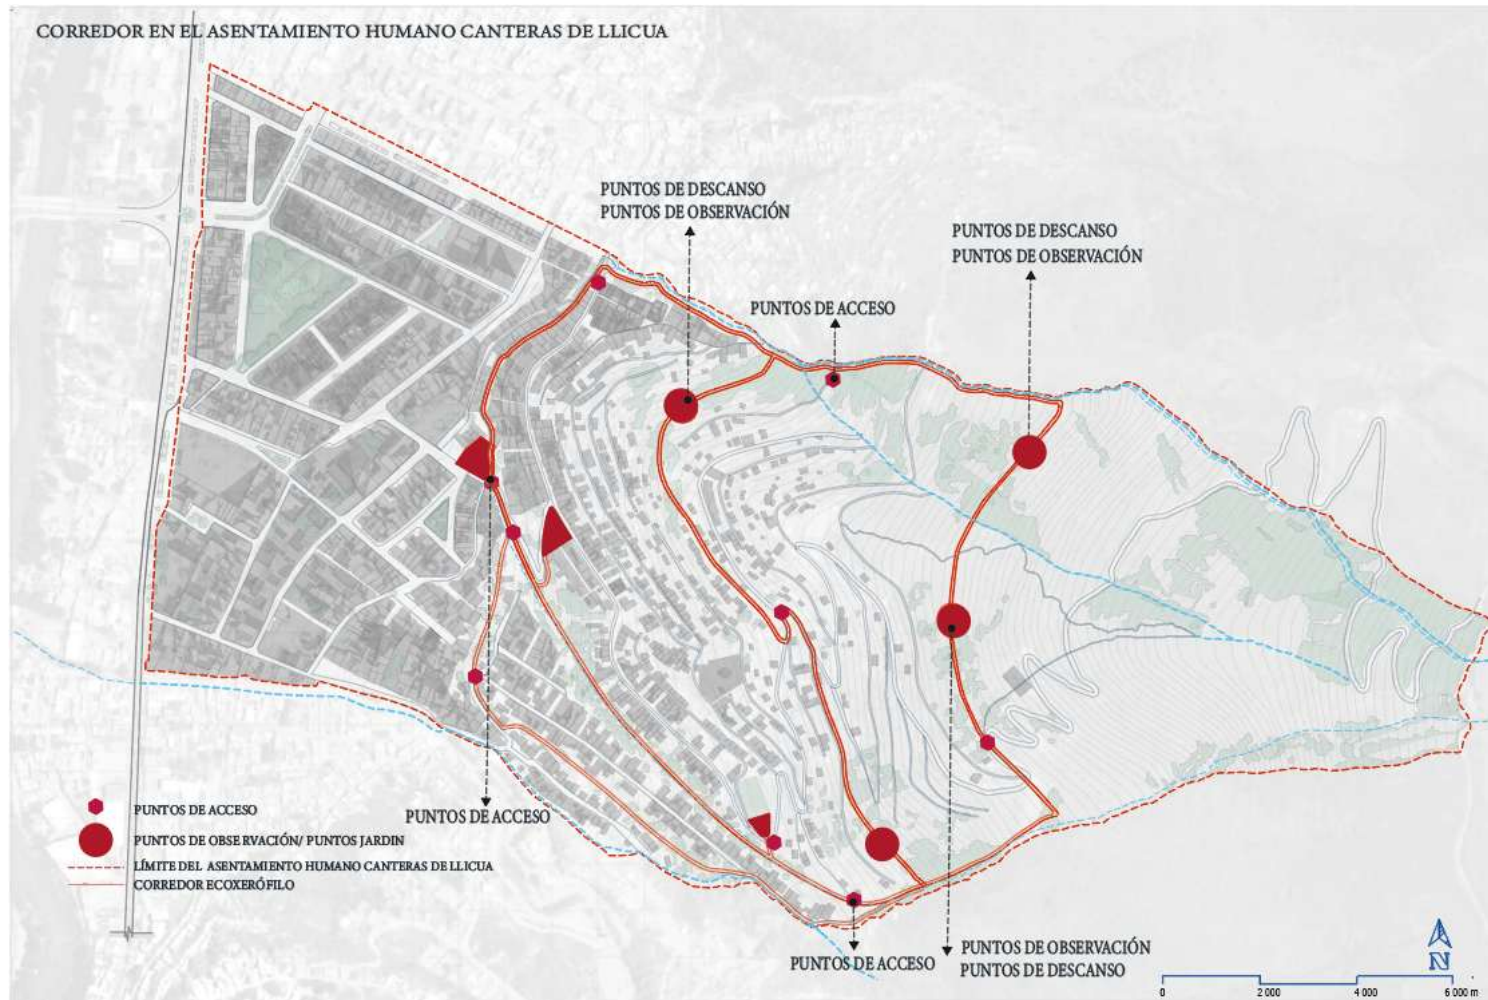 CORREDOR EN EL ASENTAMIENTO HUMANO CANTERAS DE LLICUA
PUNTOS DE DESCANSO
PUNTOS DE OBSERVACIÓN
PUNTOS DE DESCANSO
PUNTOS DE OBSERVACIÓN
PUNTOS DE ACCESO
PUNTOS DE ACCESO
PUNTOS DE ACCESO
PUNTOS DE OBSERVACIÓN/ PUNTOS JARDIN
LÍMITE DEL ASENTAMIENTO HUMANO CANTERAS DE LLICUA
CORREDOR ECOXERÓFILO
PUNTOS DE ACCESO
PUNTOS DE OBSERVACIÓN
PUNTOS DE DESCANSO
N
0 2 000 4 000 6 000 m